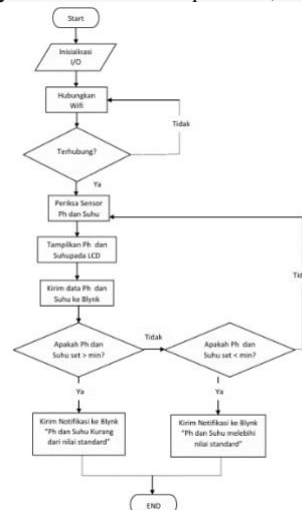 Start
Inisialisasi
I/O
Hubungkan
Wifi
Tidak
Terhubung?
Ya
Periksa Sensor
Ph dan Suhu
Tampilkan Ph dan
Suhupada LCD
Kirim data Ph dan
Suhu ke Blynk
Apakah Ph dan
Suhu set > min?
Tidak
Apakah Ph dan
Suhu set < min?
Ya
Ya
Kirim Notifikasi ke Blynk
"Ph dan Suhu Kurang
dari nilai standard"
Kirim Notifikasi ke Blynk
"Ph dan Suhu melebihi
nilai standard"
END